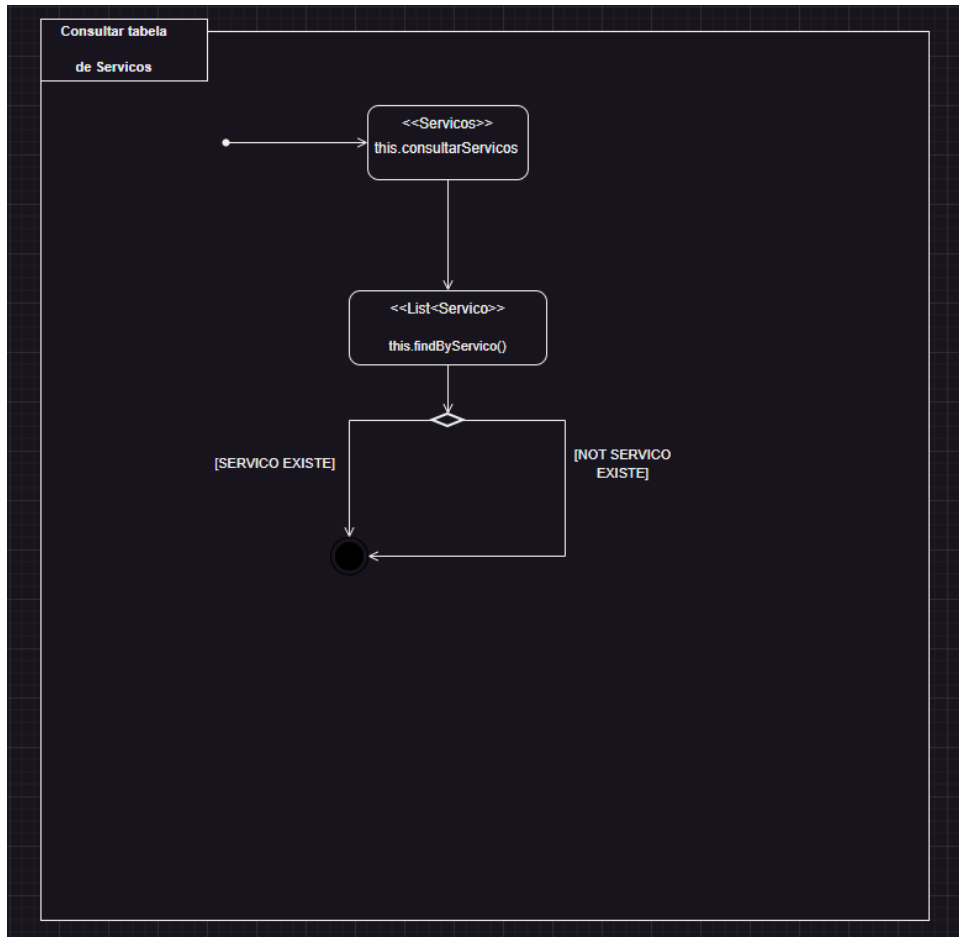 Consultar tabela
de Servicos
<<Servicos>>
this.consultarServicos
<<List<Servico>>
this.findByServico()
[SERVICO EXISTE]
[NOT SERVICO
EXISTE]